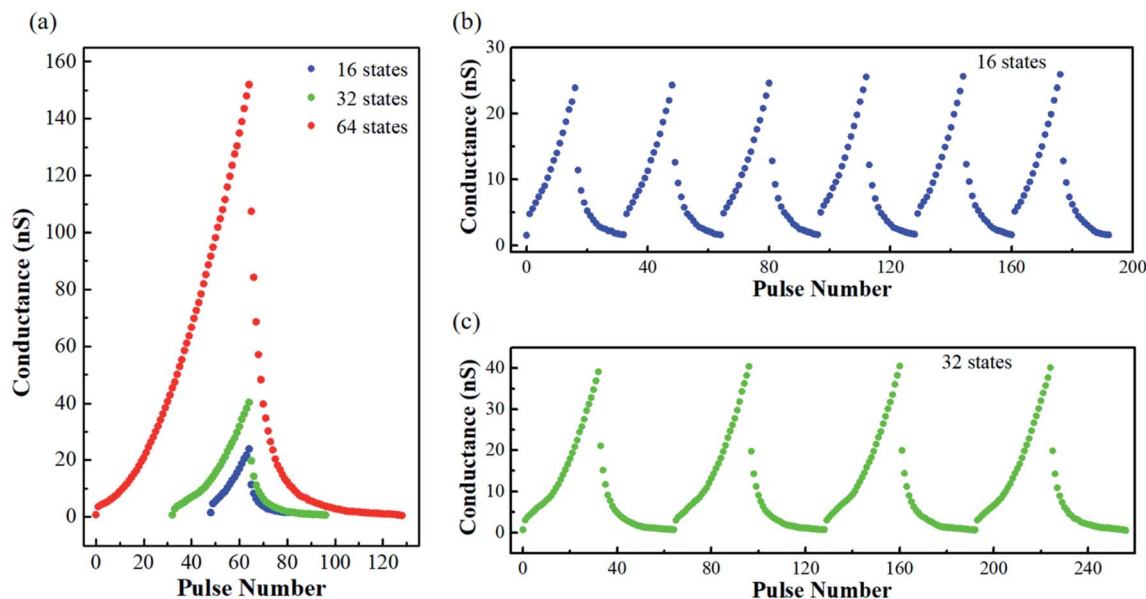 (a)
160
140
120
100
80
60
40
20
0
Conductance (nS)
16 states
32 states
64 states
0 20 40 60 80 100 120
Pulse Number
(b)
30
20
10
0
Conductance (nS)
16 states
0 40 80 120 160 200
Pulse Number
(c)
40
30
20
10
0
Conductance (nS)
32 states
0 40 80 120 160 200 240
Pulse Number